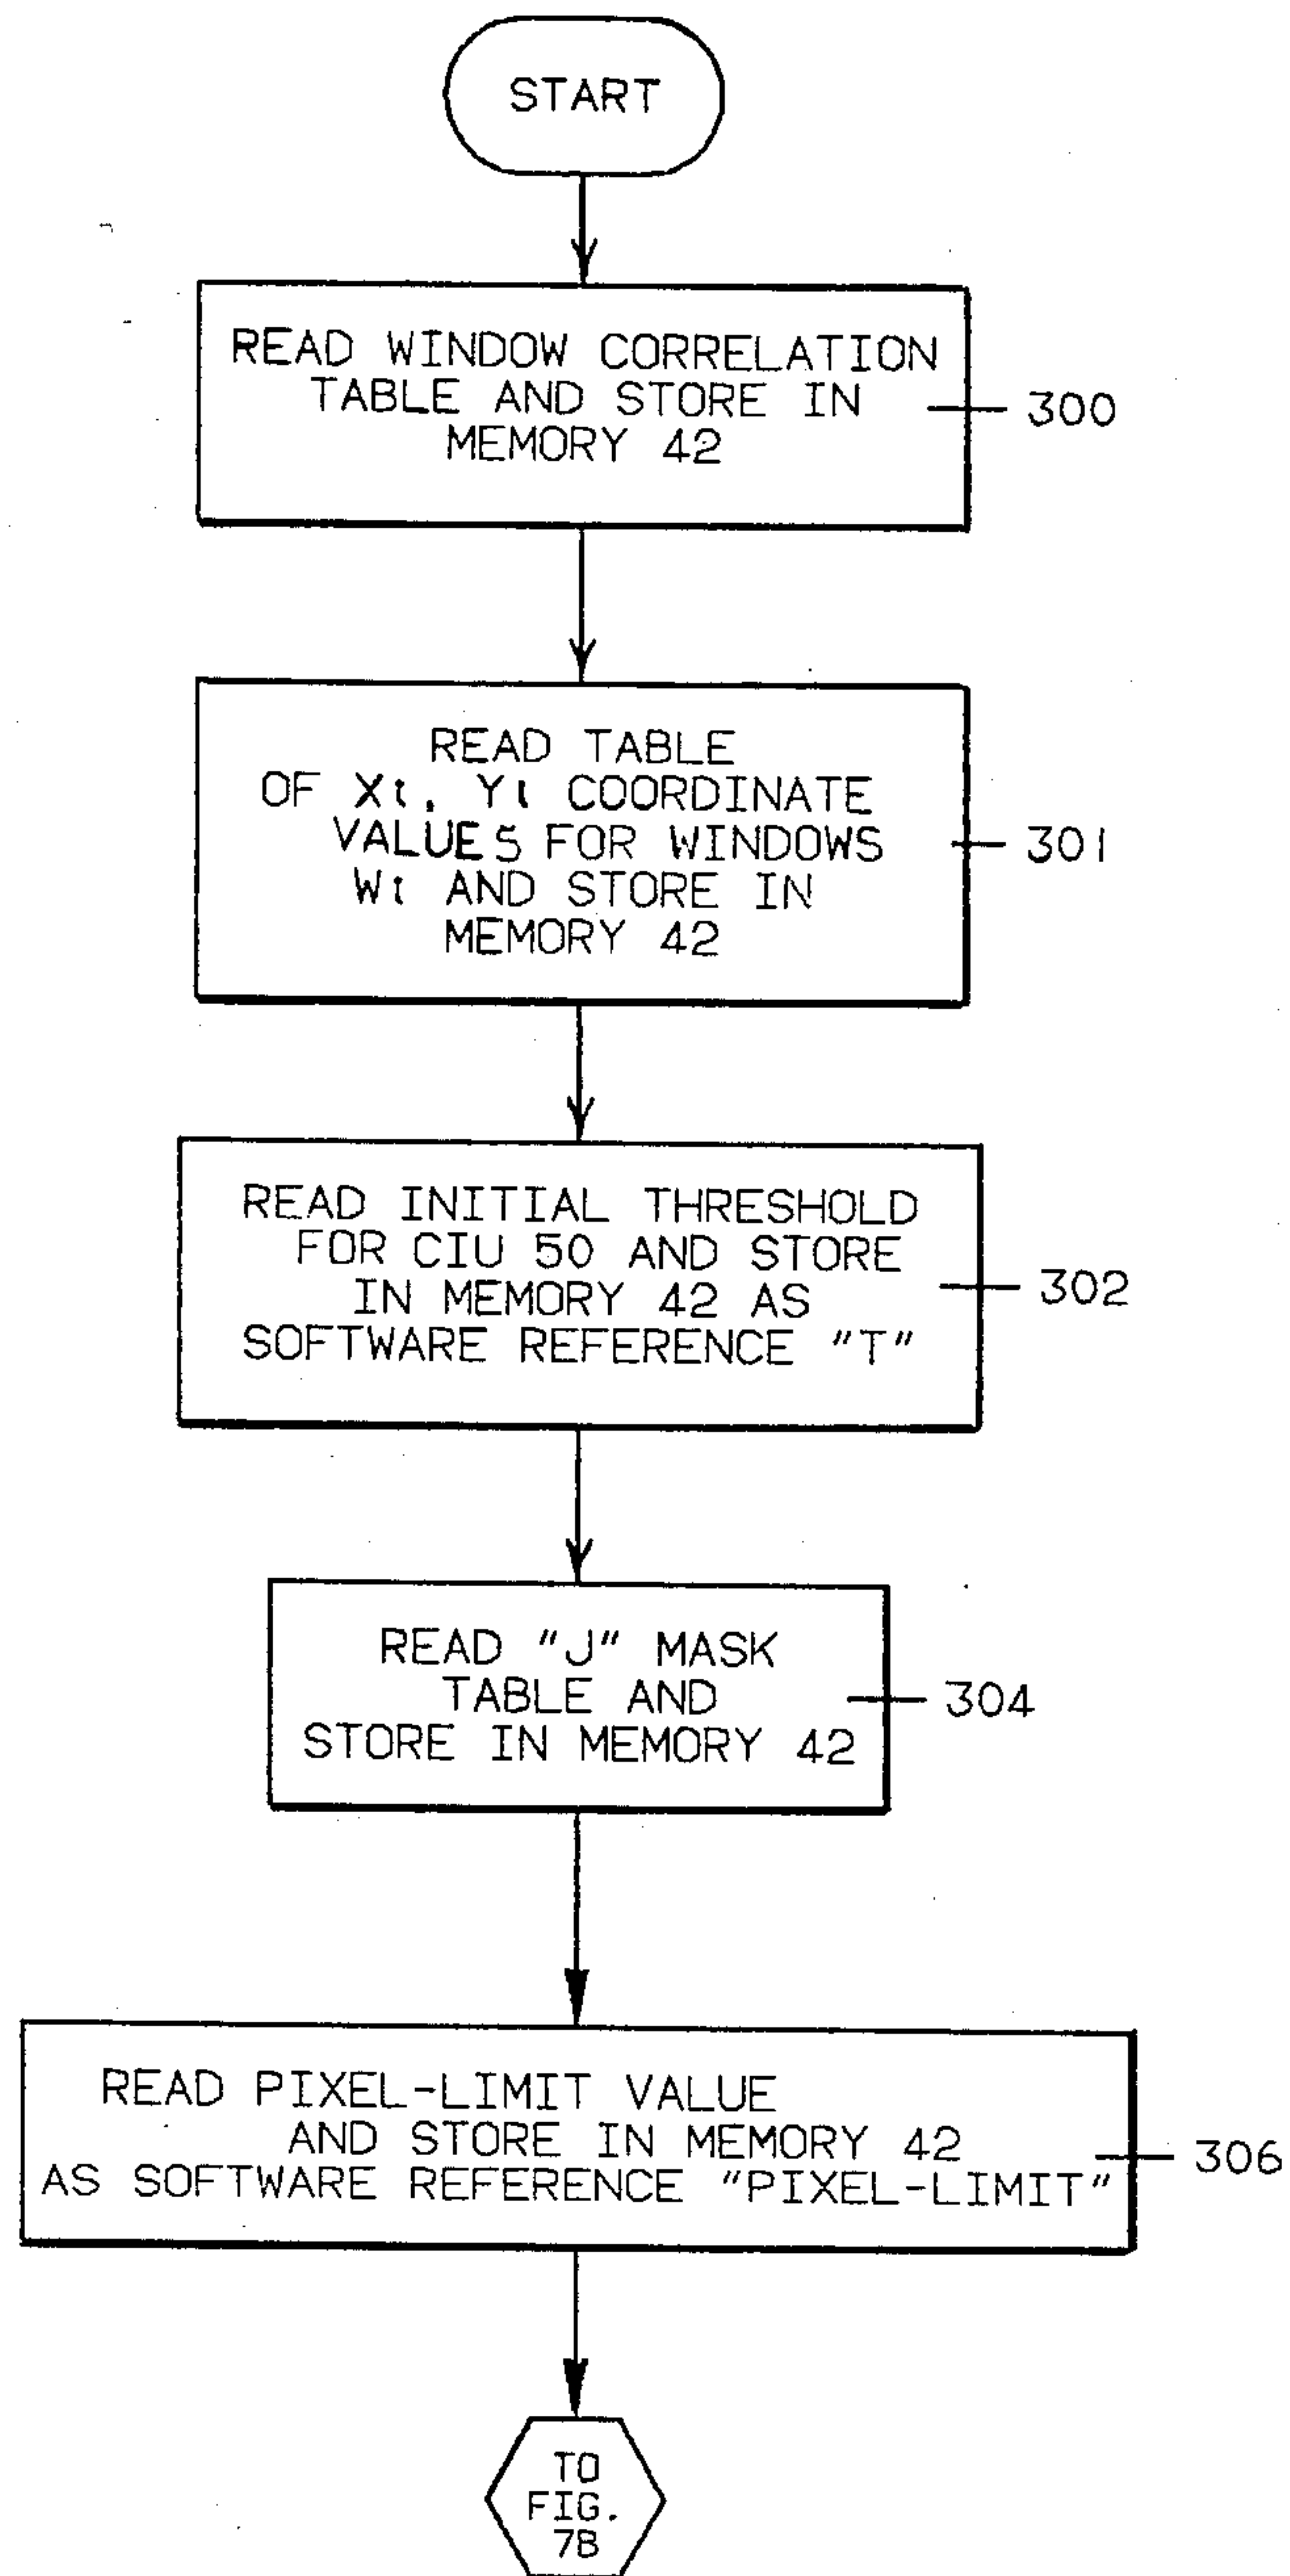 START
READ WINDOW CORRELATION
TABLE AND STORE IN
MEMORY 42
300
READ TABLE
OF Xi, Yi COORDINATE
VALUES FOR WINDOWS
Wi AND STORE IN
MEMORY 42
301
READ INITIAL THRESHOLD
FOR CIU 50 AND STORE
IN MEMORY 42 AS
SOFTWARE REFERENCE "T"
302
READ "J" MASK
TABLE AND
STORE IN MEMORY 42
304
READ PIXEL-LIMIT VALUE
AND STORE IN MEMORY 42
AS SOFTWARE REFERENCE "PIXEL-LIMIT"
306
TO
FIG.
7B